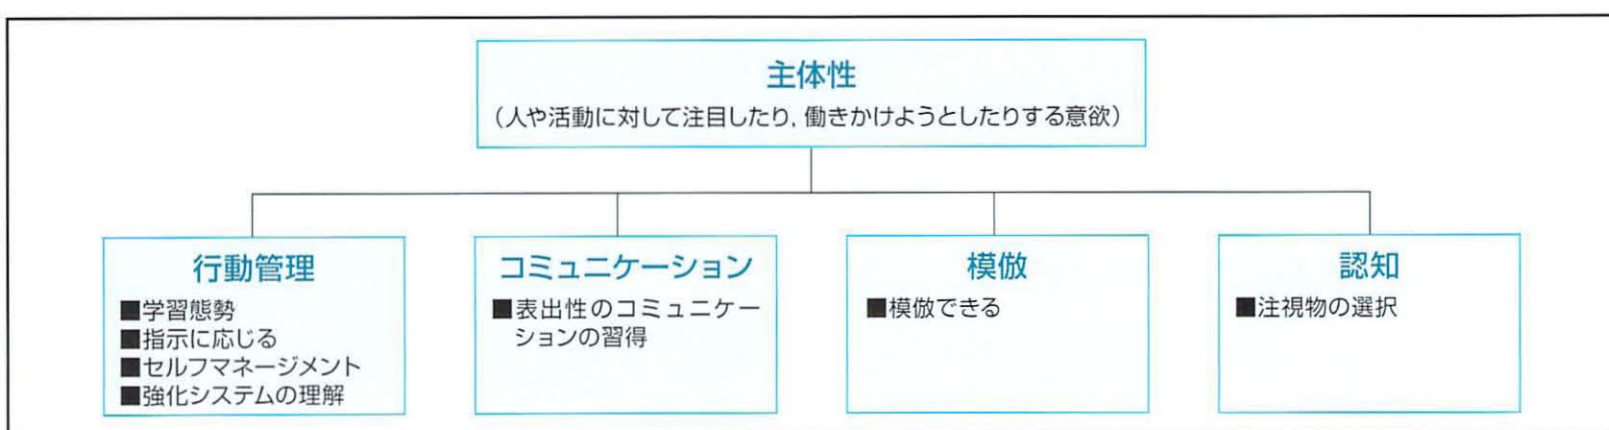 主体性
（人や活動に対して注目したり，働きかけようとしたりする意欲）
行動管理
■学習態勢
■指示に応じる
■セルフマネージメント
■強化システムの理解
コミュニケーション
■表出性のコミュニケー
ションの習得
模倣
■模倣できる
認知
■注視物の選択